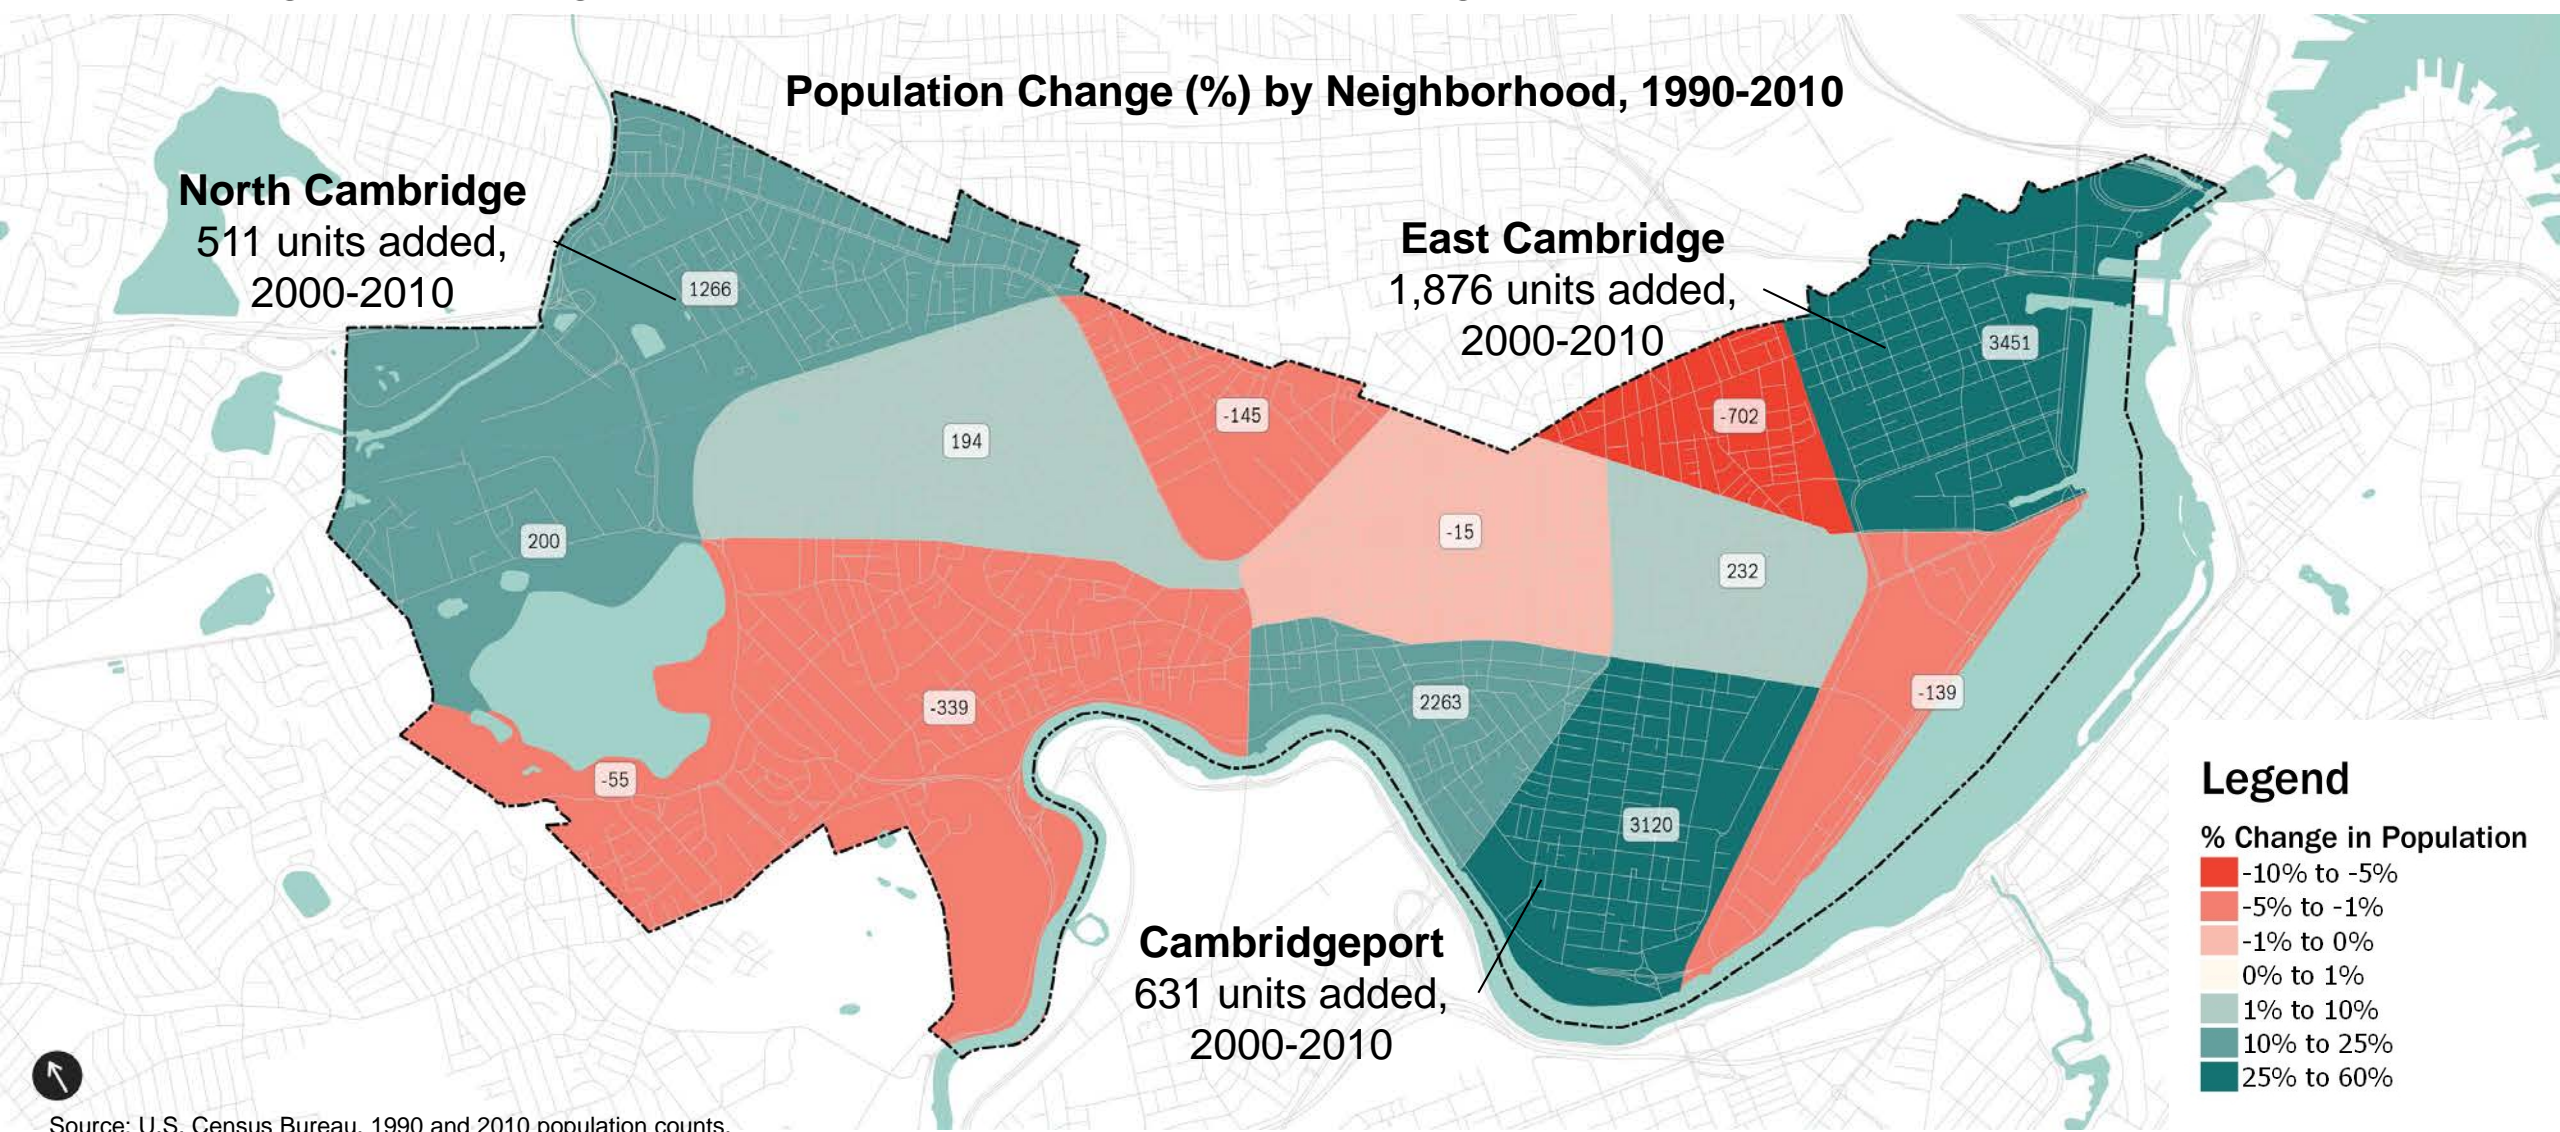 Population Change (%) by Neighborhood, 1990-2010
North Cambridge
511 units added,
2000-2010
East Cambridge
1,876 units added,
2000-2010
1266
3451
-145
-702
194
-15
200
232
-339
2263
-139
-55
3120
Cambridgeport
631 units added,
2000-2010
Legend
% Change in Population
-10% to -5%
-5% to -1%
-1% to 0%
0% to 1%
1% to 10%
10% to 25%
25% to 60%
Source: U.S. Census Bureau, 1990 and 2010 population counts.